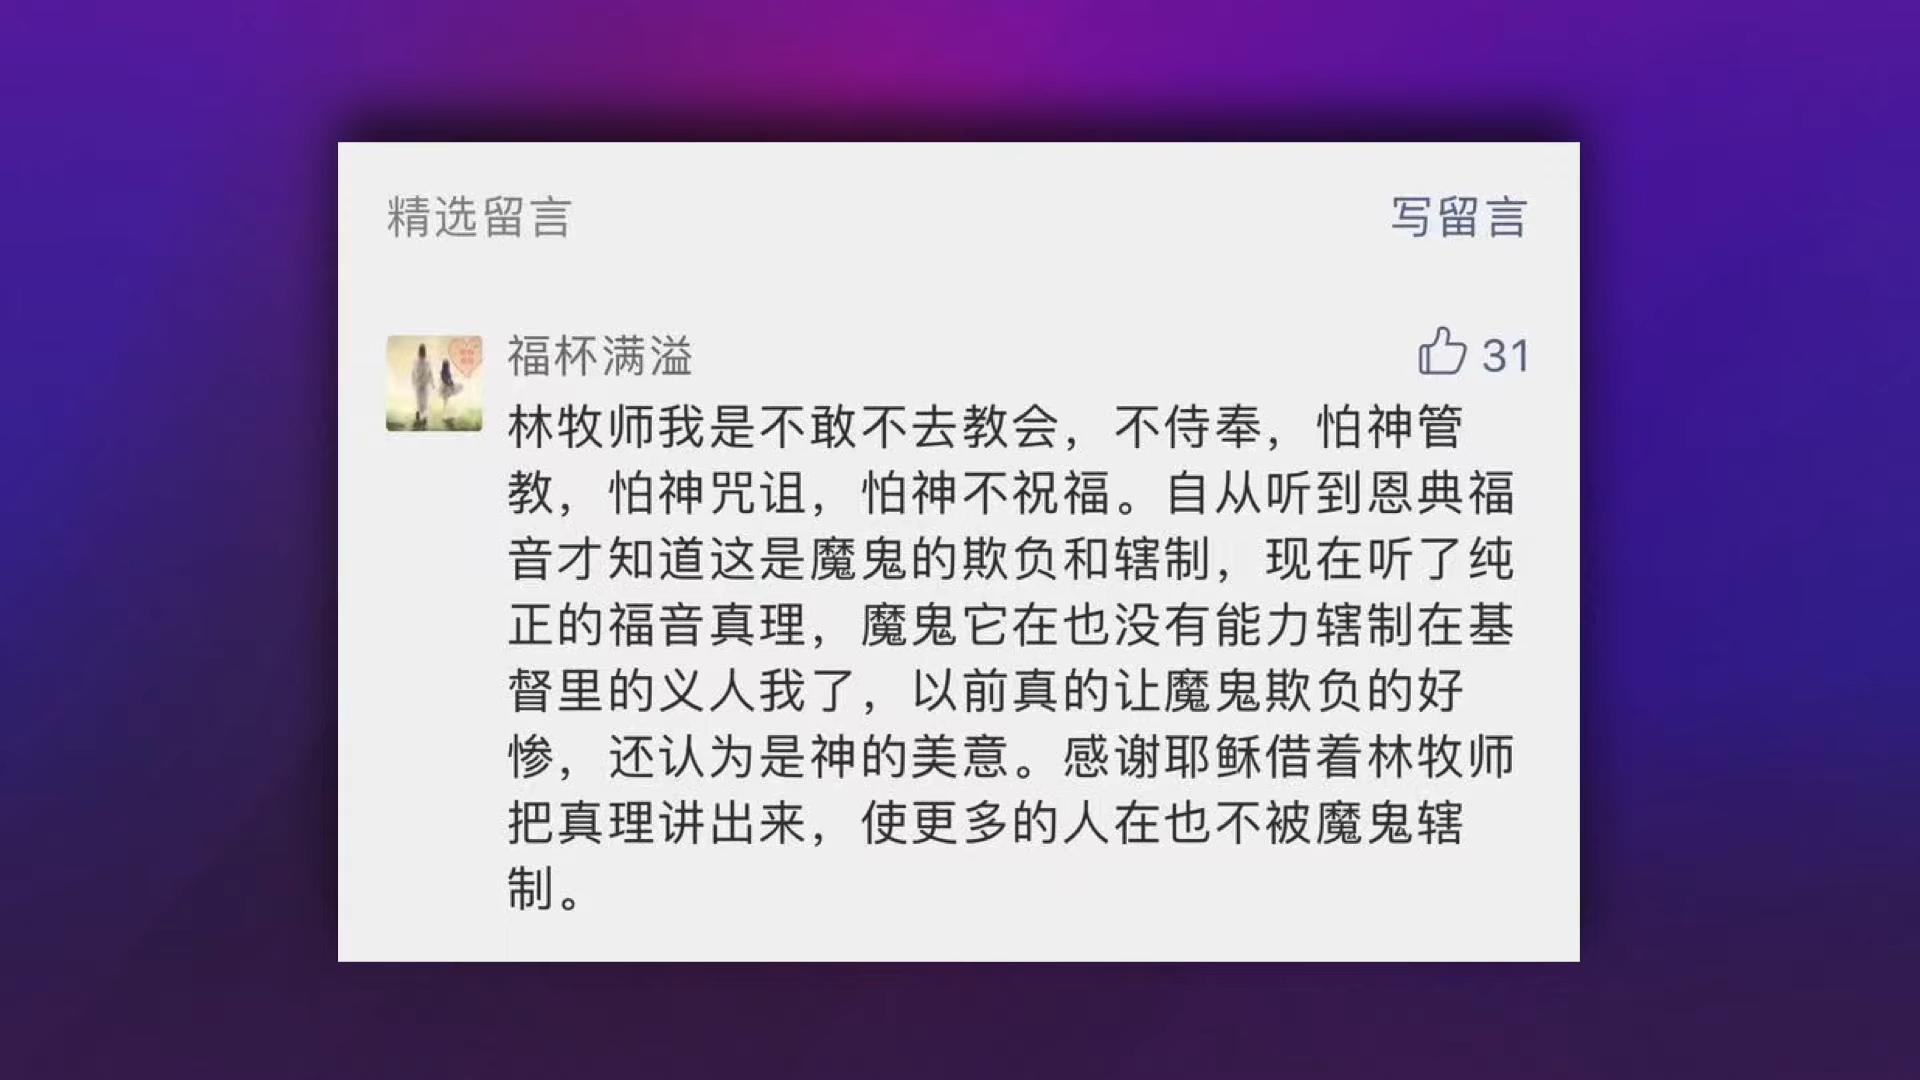 精选留言
写留言
福杯满溢
31
林牧师我是不敢不去教会，不侍奉，怕神管
教，怕神咒诅，怕神不祝福。自从听到恩典福
音才知道这是魔鬼的欺负和辖制，现在听了纯
正的福音真理，魔鬼它在也没有能力辖制在基
督里的义人我了，以前真的让魔鬼欺负的好
惨，还认为是神的美意。感谢耶稣借着林牧师
把真理讲出来，使更多的人在也不被魔鬼辖
制。